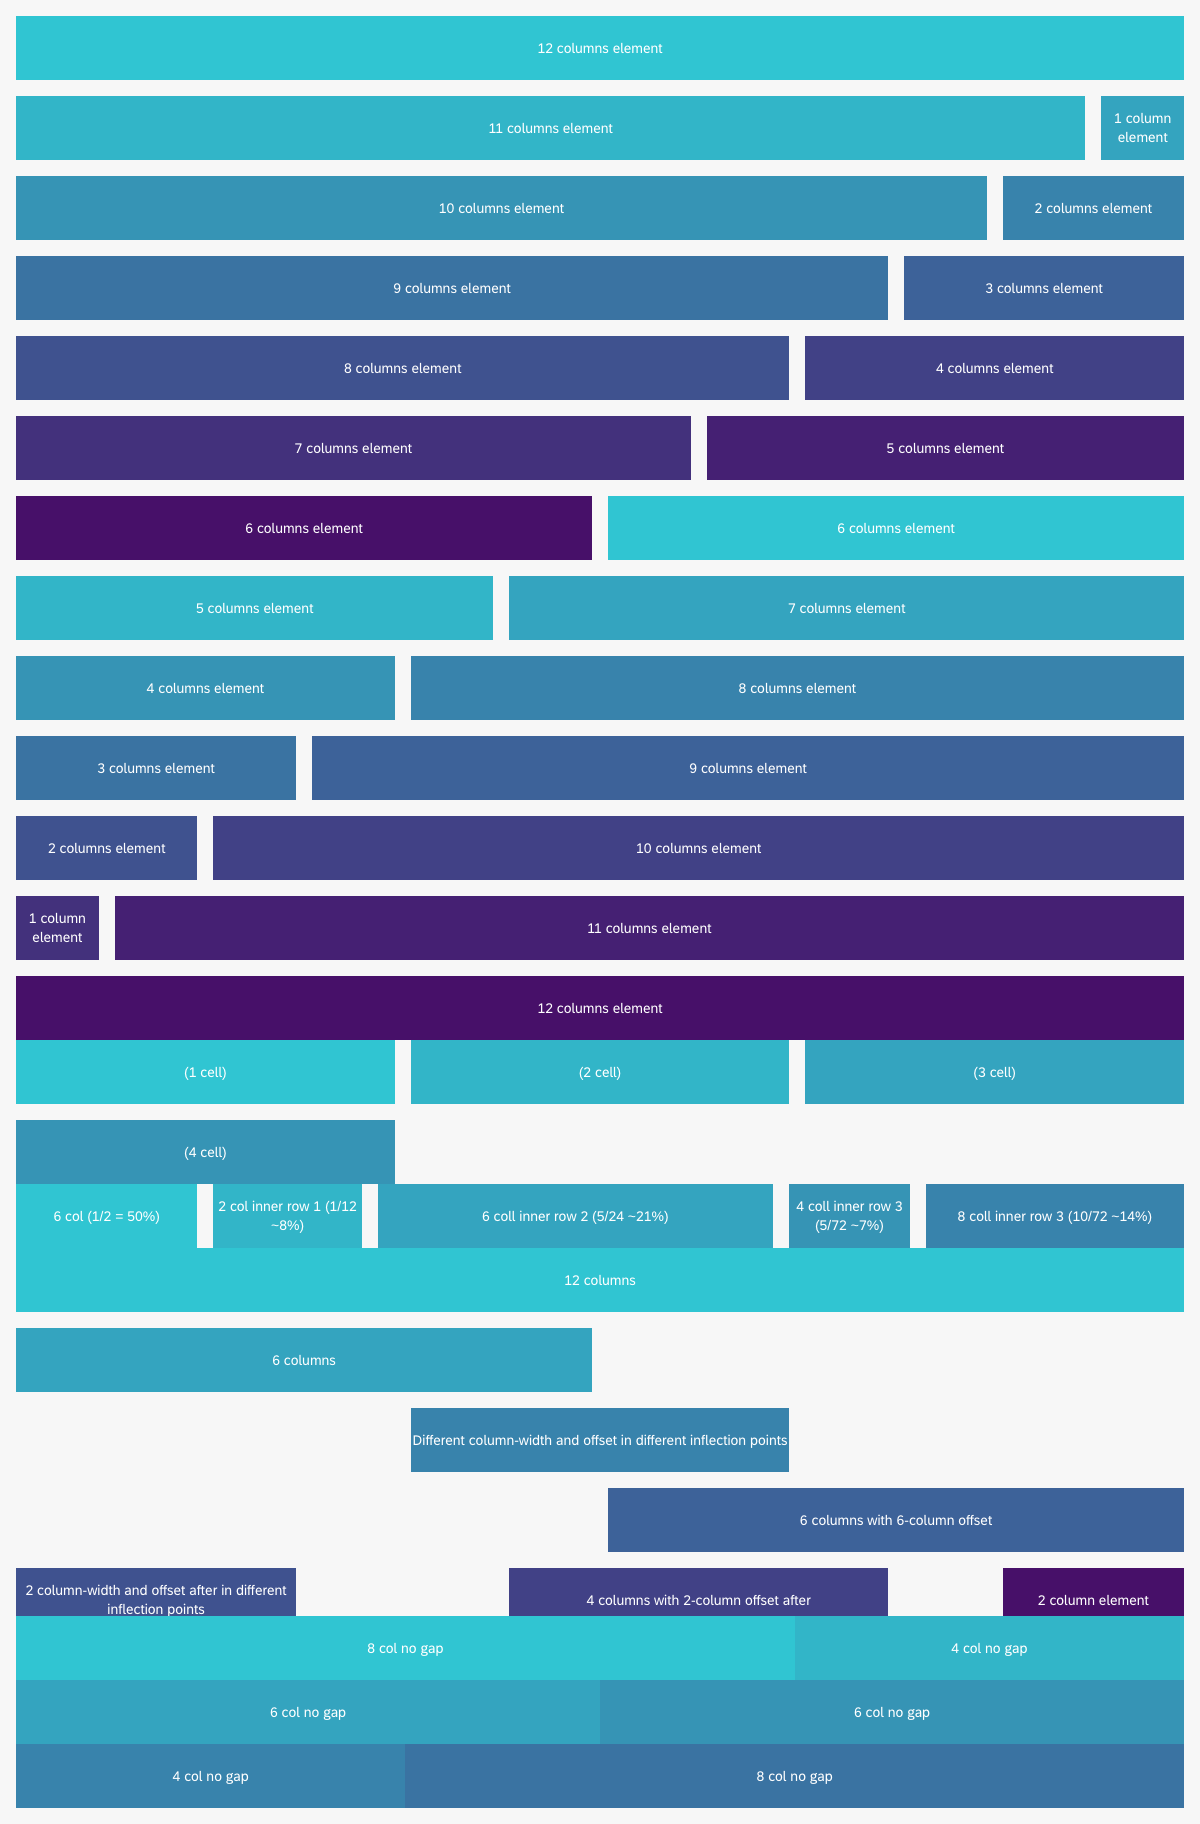 12 columns element
11 columns element
1 column
element
10 columns element
2 columns element
9 columns element
3 columns element
8 columns element
4 columns element
7 columns element
5 columns element
6 columns element
6 columns element
5 columns element
7 columns element
4 columns element
8 columns element
3 columns element
9 columns element
2 columns element
10 columns element
1 column
element
11 columns element
12 columns element
(1 cell)
(2 cell)
(3 cell)
(4 cell)
6 col (1/2 = 50%)
2 col inner row 1 (1/12
~8%)
6 coll inner row 2 (5/24 ~21%)
4 coll inner row 3
(5/72 ~7%)
8 coll inner row 3 (10/72 ~14%)
12 columns
6 columns
Different column-width and offset in different inflection points
6 columns with 6-column offset
2 column-width and offset after in different
inflection points
4 columns with 2-column offset after
2 column element
8 col no gap
4 col no gap
6 col no gap
6 col no gap
4 col no gap
8 col no gap